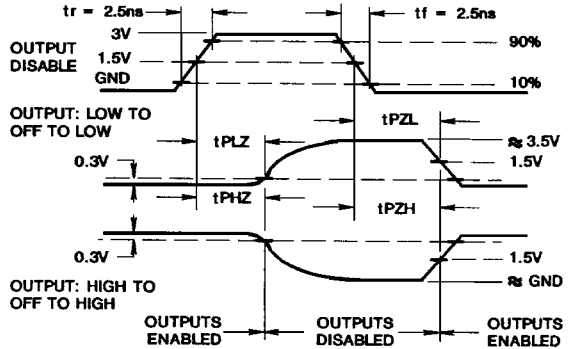 tr = 2.5ns
tf = 2.5ns
3V
OUTPUT
DISABLE
1.5V
GND
90%
10%
OUTPUT: LOW TO
OFF TO LOW
tPLZ
tPZL
≈ 3.5V
1.5V
0.3V
tPHZ
tPZH
0.3V
1.5V
≈ GND
OUTPUT: HIGH TO
OFF TO HIGH
OUTPUTS
ENABLED
OUTPUTS
DISABLED
OUTPUTS
ENABLED